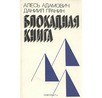 АЛЕСЬ АДАМОВИЧ
ДАНИИЛ ГРАНИН
БЛОКАДНАЯ
КНИГА